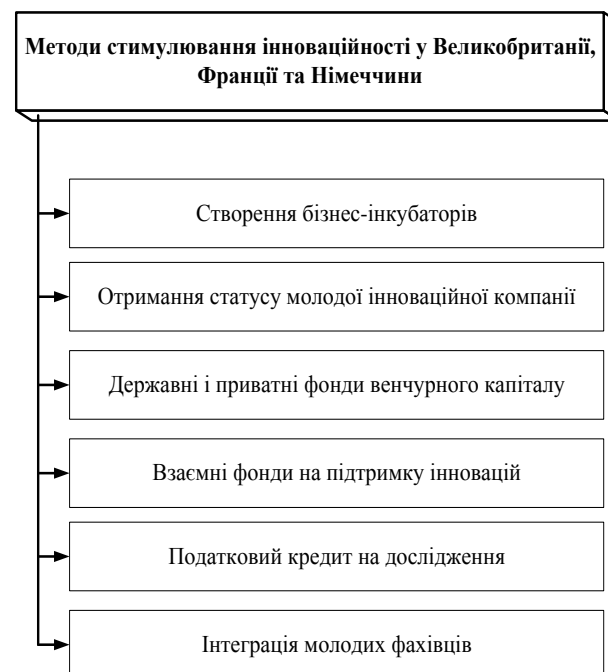 Методи стимулювання інноваційності у Великобританії,
Франції та Німеччини
Створення бізнес-інкубаторів
Отримання статусу молодої інноваційної компанії
Державні і приватні фонди венчурного капіталу
Взаємні фонди на підтримку інновацій
Податковий кредит на дослідження
Інтеграція молодих фахівців